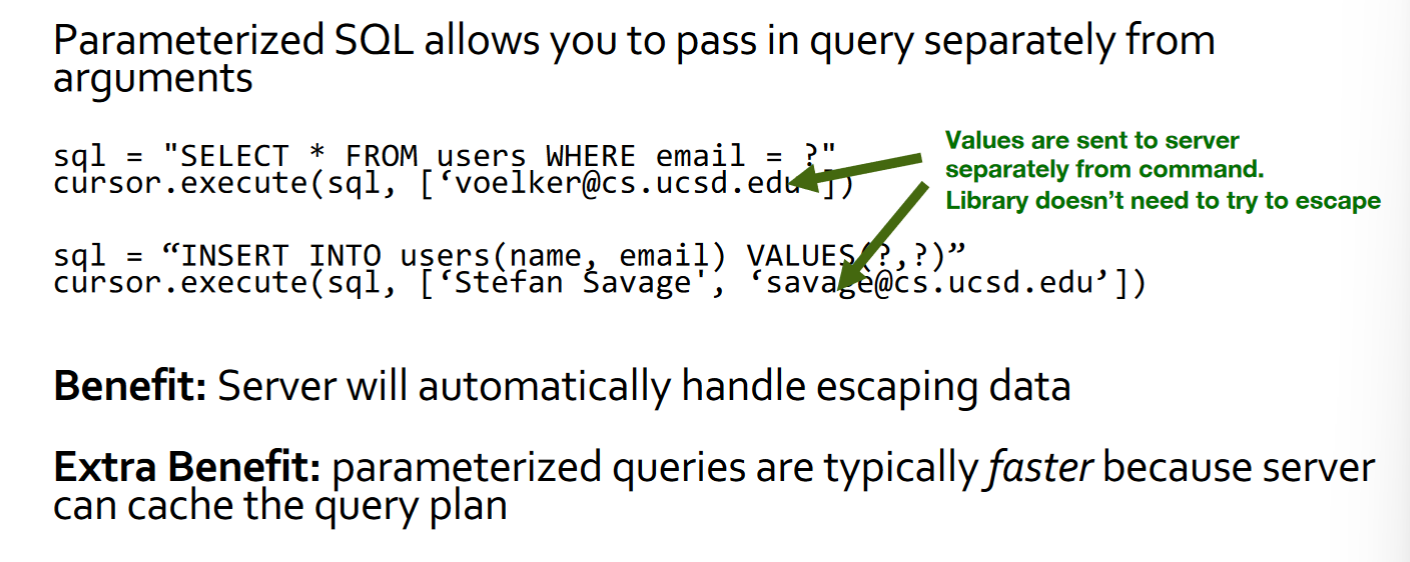 Parameterized SQL allows you to pass in query separately from
arguments
sql = "SELECT * FROM users WHERE email = ?"
cursor.execute(sql, [‘voelker@cs.ucsd.edu’])
Values are sent to server
separately from command.
Library doesn’t need to try to escape
sql = “INSERT INTO users(name, email) VALUES(?,?)”
cursor.execute(sql, [‘Stefan Savage', ‘savage@cs.ucsd.edu’])
Benefit: Server will automatically handle escaping data
Extra Benefit: parameterized queries are typically faster because server
can cache the query plan